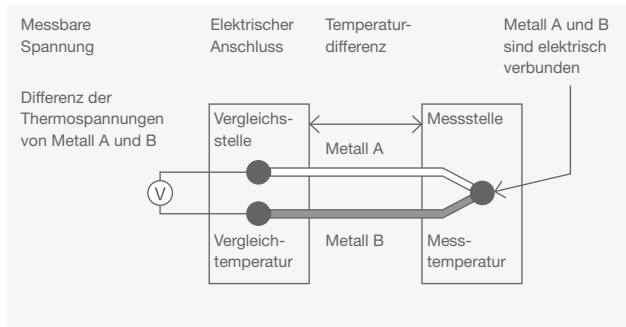 Messbare
Spannung
Elektrischer
Anschluss
Temperatur-
differenz
Metall A und B
sind elektrisch
verbunden
Differenz der
Thermospannungen
von Metall A und B
Vergleichs-
stelle
Messstelle
Metall A
V
Vergleich-
temperatur
Metall B
Mess-
temperatur